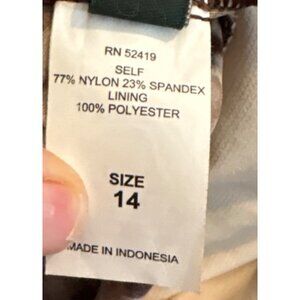 RN 52419
SELF
77% NYLON 23% SPANDEX
LINING
100% POLYESTER
SIZE
14
MADE IN INDONESIA